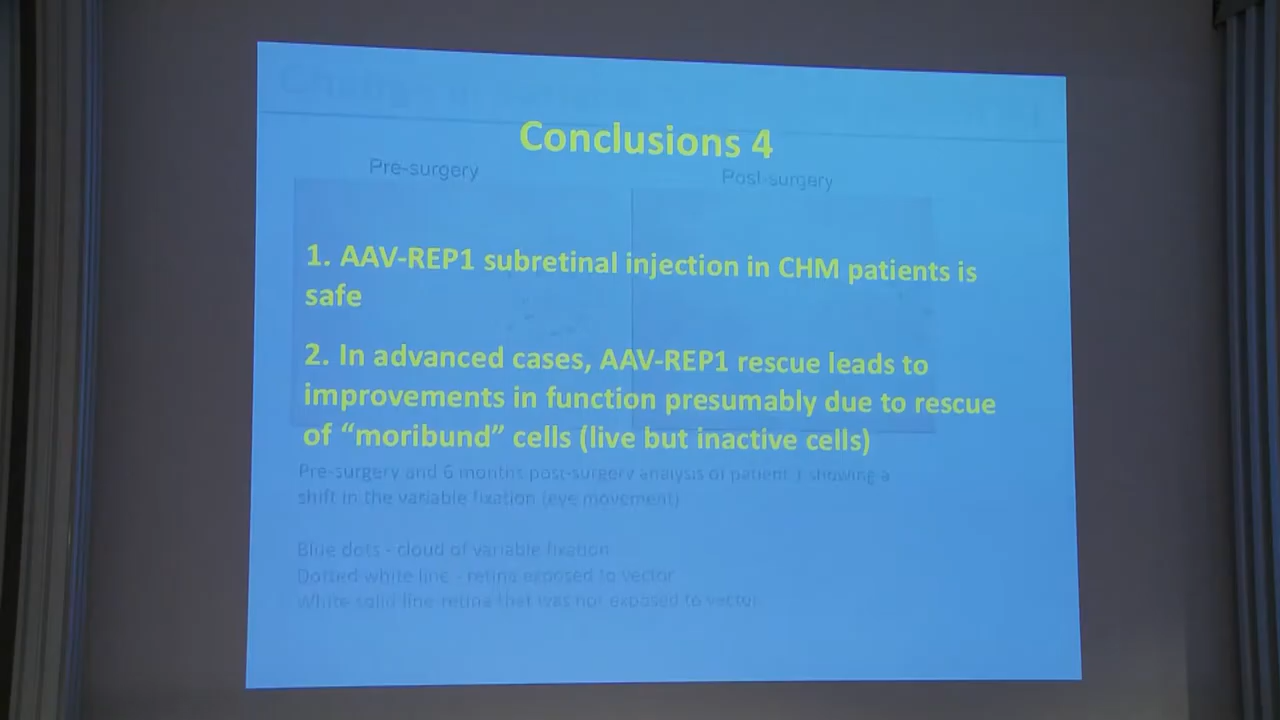 Conclusions 4
Pre-surgery
Post-surgery
1. AAV-REP1 subretinal injection in CHM patients is
safe
2. In advanced cases, AAV-REP1 rescue leads to
improvements in function presumably due to rescue
of “moribund” cells (live but inactive cells)
Pre-surgery and 6 months post-surgery analysis of patient 1 showing a
shift in the variable fixation (eye movement)
Blue dots - cloud of variable fixation
Dotted white line - retina exposed to vector
White solid line retina that was not exposed to vector